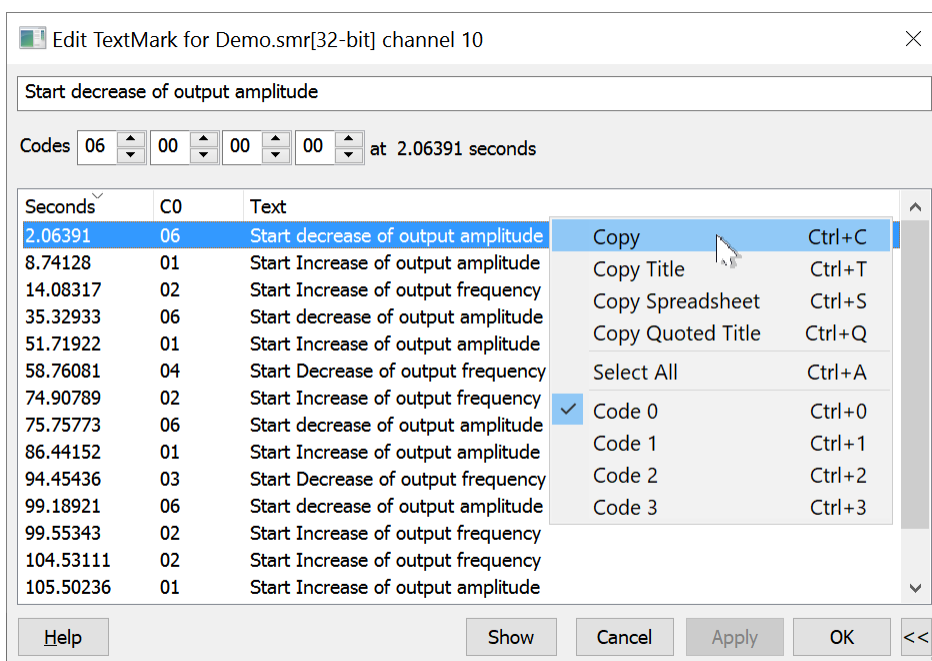 Edit TextMark for Demo.smr[32-bit] channel 10
Start decrease of output amplitude
Codes 06 00 00 00 at 2.06391 seconds
Seconds C0 Text
2.06391 06 Start decrease of output amplitude
8.74128 01 Start Increase of output amplitude
14.08317 02 Start Increase of output frequency
35.32933 06 Start decrease of output amplitude
51.71922 01 Start Increase of output amplitude
58.76081 04 Start Decrease of output frequency
74.90789 02 Start Increase of output frequency
75.75773 06 Start decrease of output amplitude
86.44152 01 Start Increase of output amplitude
94.45436 03 Start Decrease of output frequency
99.18921 06 Start decrease of output amplitude
99.55343 02 Start Increase of output frequency
104.53111 02 Start Increase of output frequency
105.50236 01 Start Increase of output amplitude
Copy Ctrl+C
Copy Title Ctrl+T
Copy Spreadsheet Ctrl+S
Copy Quoted Title Ctrl+Q
Select All Ctrl+A
Code 0 Ctrl+0
Code 1 Ctrl+1
Code 2 Ctrl+2
Code 3 Ctrl+3
Help Show Cancel Apply OK <<